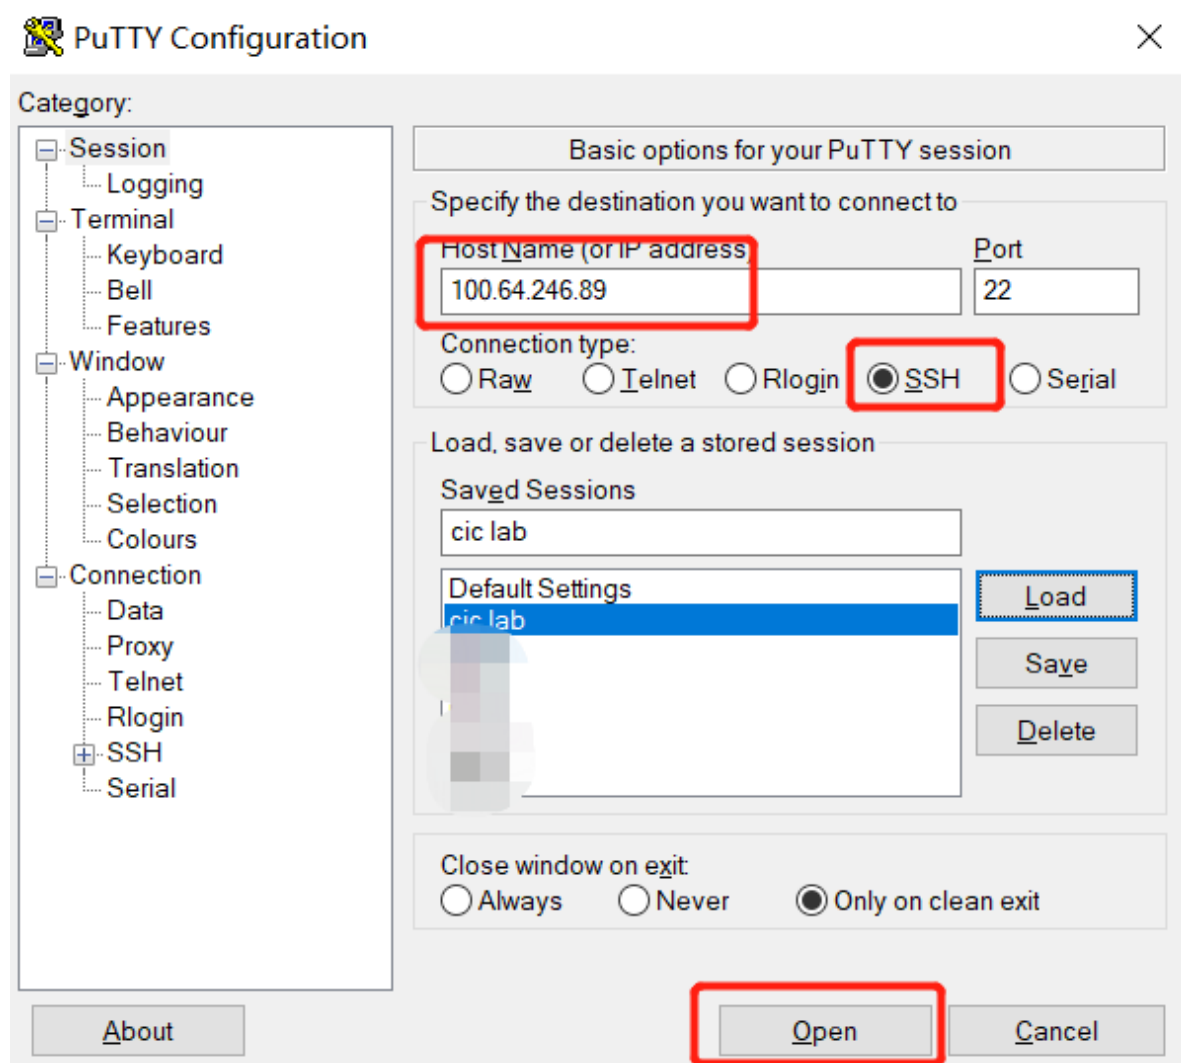 PuTTY Configuration
Category:
Session
Logging
Terminal
Keyboard
Bell
Features
Window
Appearance
Behaviour
Translation
Selection
Colours
Connection
Data
Proxy
Telnet
Rlogin
SSH
Serial
Basic options for your PuTTY session
Specify the destination you want to connect to
Host Name (or IP address) Port
100.64.246.89 22
Connection type:
Raw Telnet Rlogin SSH Serial
Load, save or delete a stored session
Saved Sessions
cic lab
Default Settings
cic lab
Load
Save
Delete
Close window on exit:
Always Never Only on clean exit
About Open Cancel